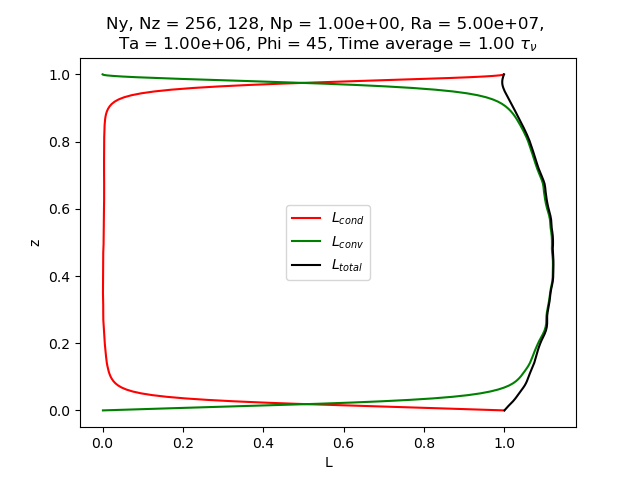 Ny, Nz = 256, 128, Np = 1.00e+00, Ra = 5.00e+07,
Ta = 1.00e+06, Phi = 45, Time average = 1.00 τ_ν
1.0
0.8
0.6
0.4
0.2
0.0
z
L_cond
L_conv
L_total
0.0 0.2 0.4 0.6 0.8 1.0
L